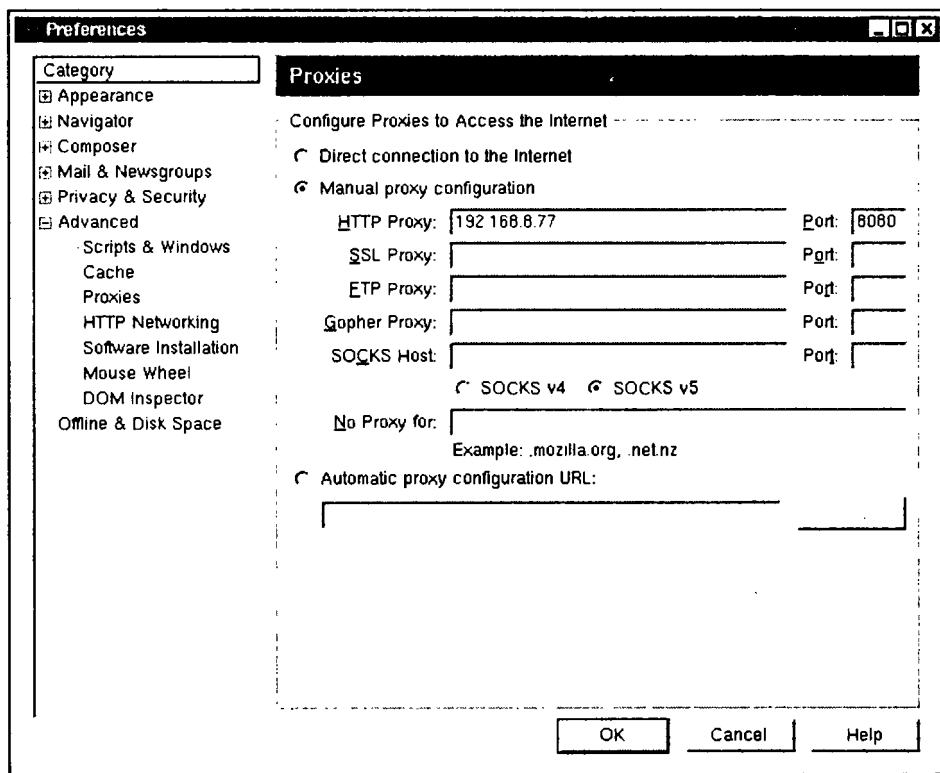 Preferences
Category
Appearance
Navigator
Composer
Mail & Newsgroups
Privacy & Security
Advanced
Scripts & Windows
Cache
Proxies
HTTP Networking
Software Installation
Mouse Wheel
DOM Inspector
Offline & Disk Space
Proxies
Configure Proxies to Access the Internet
Direct connection to the Internet
Manual proxy configuration
HTTP Proxy: 192.168.8.77 Port: 8080
SSL Proxy: Port:
FTP Proxy: Port:
Gopher Proxy: Port:
SOCKS Host: Port:
SOCKS v4 SOCKS v5
No Proxy for:
Example: .mozilla.org, .net.nz
Automatic proxy configuration URL:
OK Cancel Help